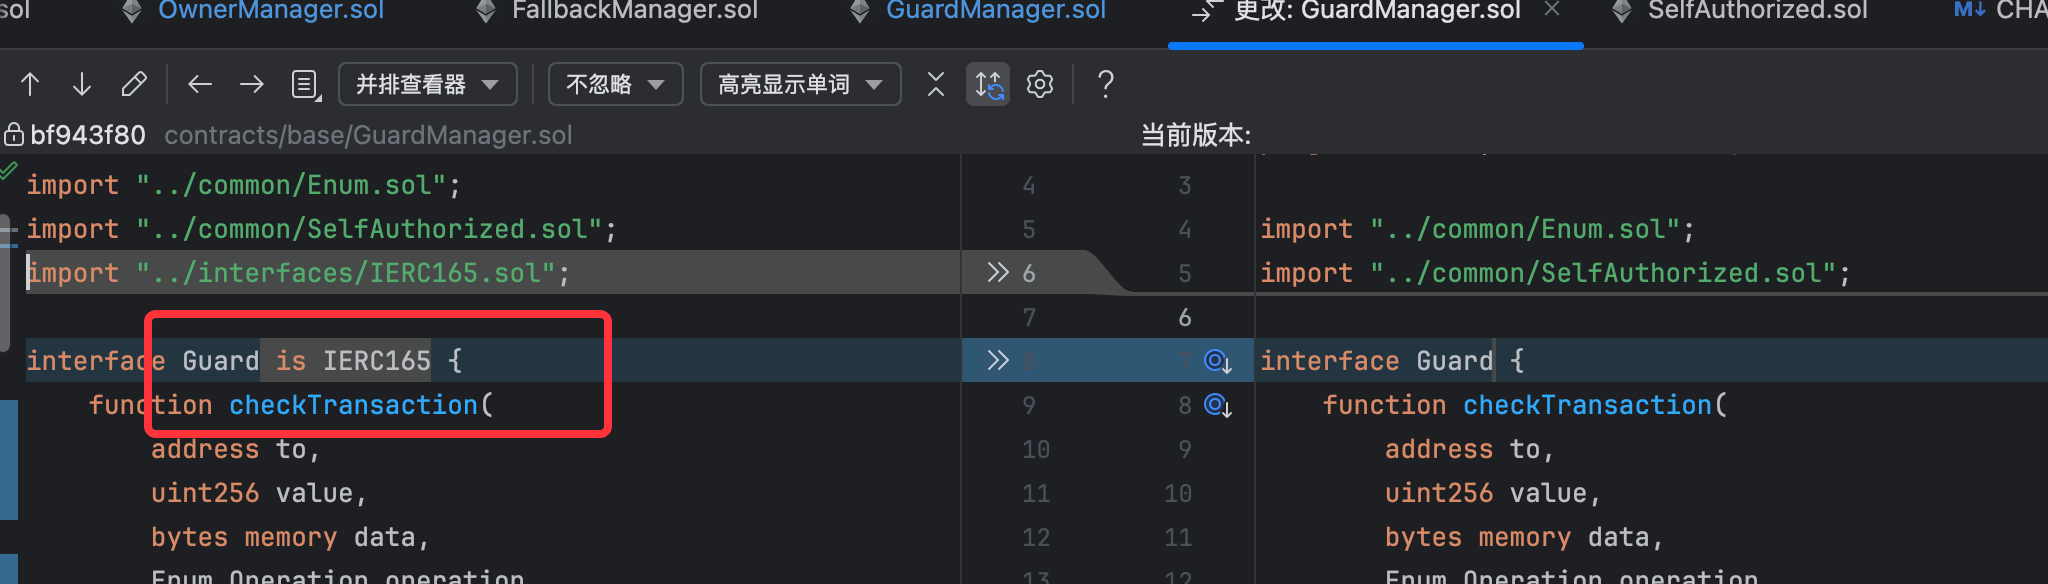 sol OwnerManager.sol FallbackManager.sol GuardManager.sol 更改: GuardManager.sol SelfAuthorized.sol M↓ CHA
并排查看器 不忽略 高亮显示单词 ?
bf943f80 contracts/base/GuardManager.sol 当前版本:
import "../common/Enum.sol"; 4 3
import "../common/SelfAuthorized.sol"; 5 4 import "../common/Enum.sol";
import "../interfaces/IERC165.sol"; 6 5 import "../common/SelfAuthorized.sol";
7 6
interface Guard is IERC165 { 8 7 interface Guard {
function checkTransaction( 9 8 function checkTransaction(
address to, 10 9 address to,
uint256 value, 11 10 uint256 value,
bytes memory data, 12 11 bytes memory data,
Enum Operation operation 13 12 Enum Operation operation